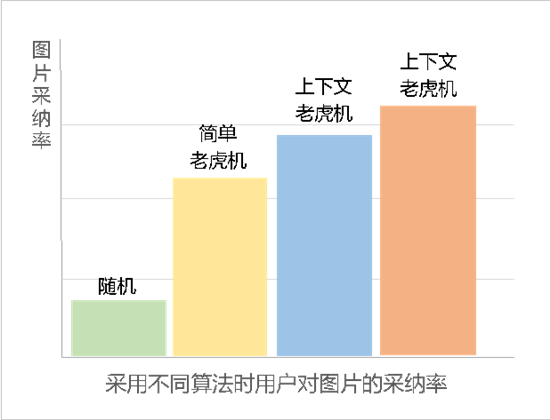 图片采纳率
上下文
老虎机
上下文
老虎机
简单
老虎机
随机
采用不同算法时用户对图片的采纳率